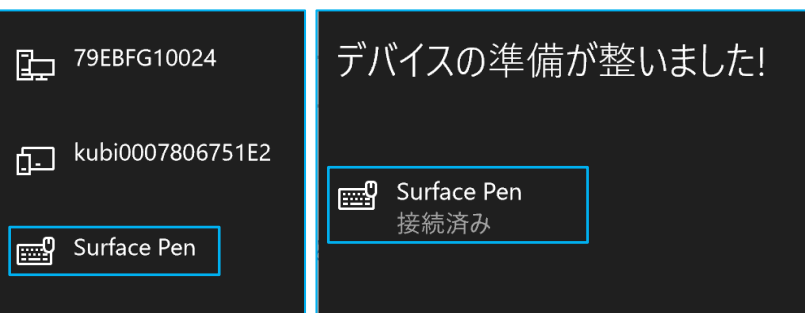 79EBFG10024
kubi0007806751E2
Surface Pen
デバイスの準備が整いました!
Surface Pen
接続済み